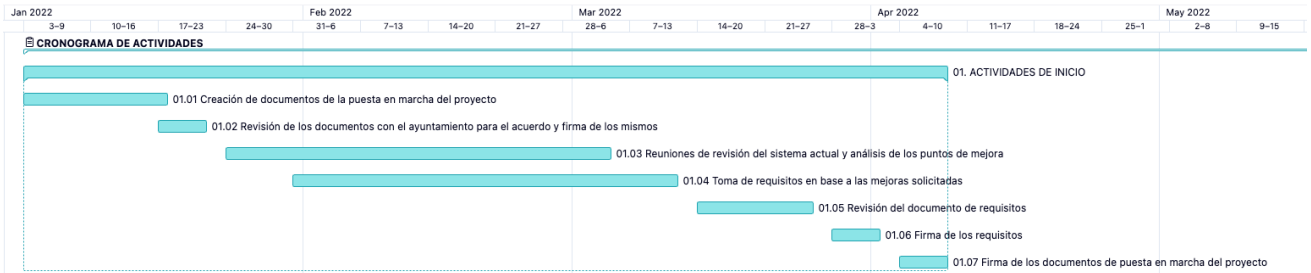 Jan 2022 Feb 2022 Mar 2022 Apr 2022 May 2022
3–9 10–16 17–23 24–30 31–6 7–13 14–20 21–27 28–6 7–13 14–20 21–27 28–3 4–10 11–17 18–24 25–1 2–8 9–15
CRONOGRAMA DE ACTIVIDADES
01. ACTIVIDADES DE INICIO
01.01 Creación de documentos de la puesta en marcha del proyecto
01.02 Revisión de los documentos con el ayuntamiento para el acuerdo y firma de los mismos
01.03 Reuniones de revisión del sistema actual y análisis de los puntos de mejora
01.04 Toma de requisitos en base a las mejoras solicitadas
01.05 Revisión del documento de requisitos
01.06 Firma de los requisitos
01.07 Firma de los documentos de puesta en marcha del proyecto